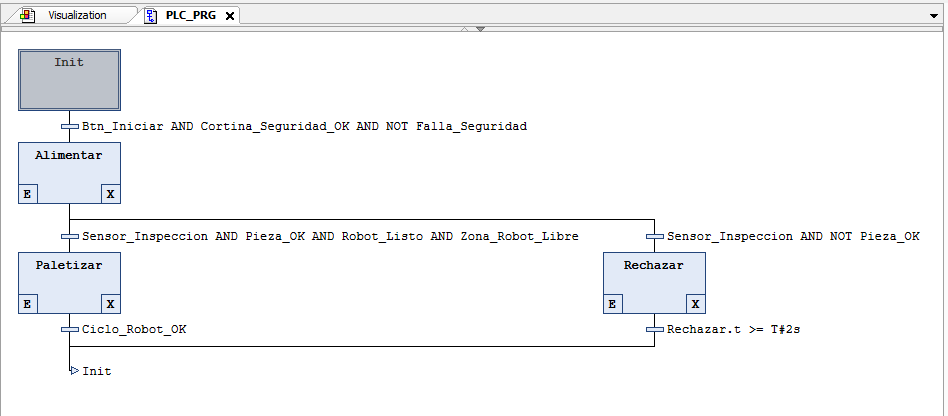 Visualization
PLC_PRG
Init
Btn_Iniciar AND Cortina_Seguridad_OK AND NOT Falla_Seguridad
Alimentar
E X
Sensor_Inspeccion AND Pieza_OK AND Robot_Listo AND Zona_Robot_Libre
Sensor_Inspeccion AND NOT Pieza_OK
Paletizar
Rechazar
E X
E X
Ciclo_Robot_OK
Rechazar.t >= T#2s
Init